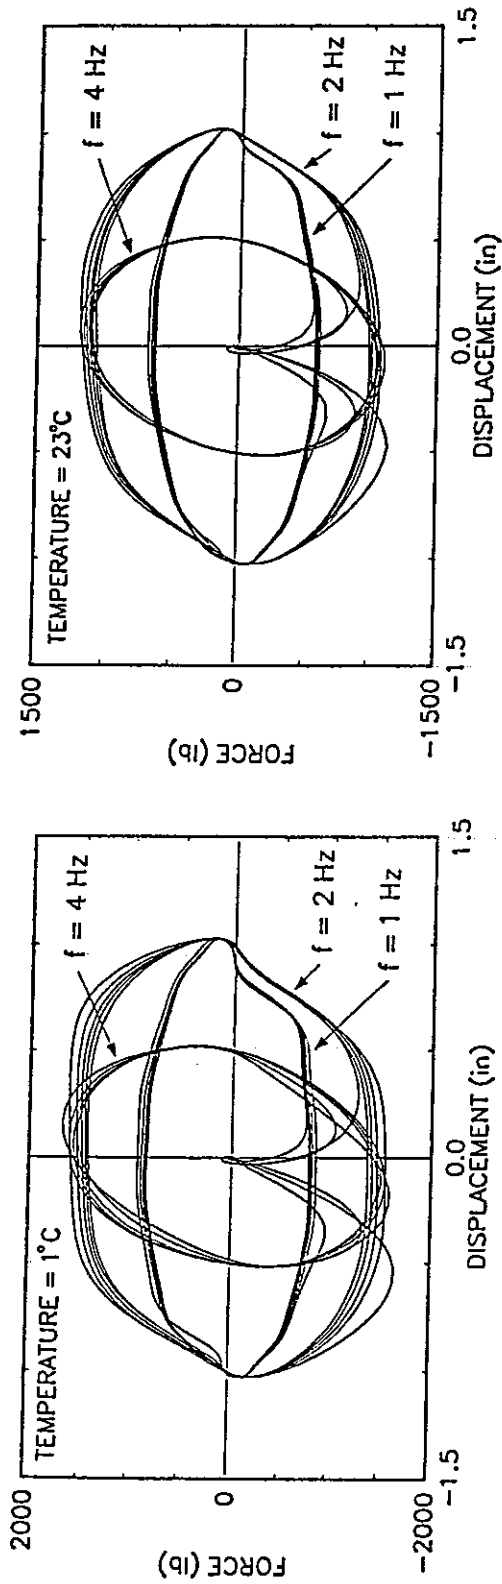 TEMPERATURE = 1°C
f = 4 Hz
f = 2 Hz
f = 1 Hz
2000
0
-2000
FORCE (lb)
-1.5
0.0
1.5
DISPLACEMENT (in)
TEMPERATURE = 23°C
f = 4 Hz
f = 2 Hz
f = 1 Hz
1500
0
-1500
FORCE (lb)
-1.5
0.0
1.5
DISPLACEMENT (in)